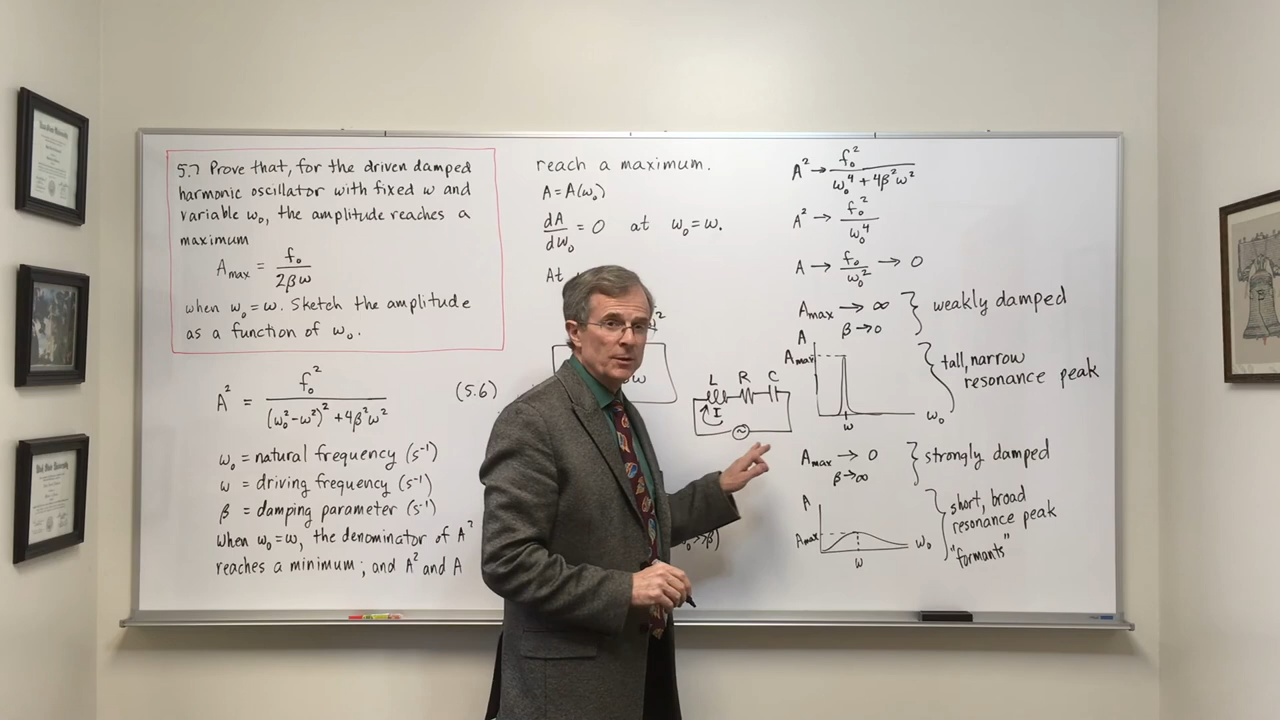 5.7 Prove that, for the driven damped
harmonic oscillator with fixed ω and
variable ω₀, the amplitude reaches a
maximum
A_max = f₀ / 2βω
when ω₀ = ω. Sketch the amplitude
as a function of ω₀.
A² = f₀² / ((ω₀² - ω²)² + 4β²ω²) (5.6)
ω₀ = natural frequency (s⁻¹)
ω = driving frequency (s⁻¹)
β = damping parameter (s⁻¹)
When ω₀ = ω, the denominator of A²
reaches a minimum; and A² and A
reach a maximum.
A = A(ω₀)
dA/dω₀ = 0 at ω₀ = ω.
At
L R C
I
~
A² → f₀² / (ω₀⁴ + 4β²ω²)
A² → f₀² / ω₀⁴
A → f₀ / ω₀² → 0
A_max → ∞ } weakly damped
β → 0
A
A_max
ω
ω₀
} tall, narrow
resonance peak
A_max → 0 } strongly damped
β → ∞
A
A_max
ω
ω₀
} short, broad
resonance peak
"formants"